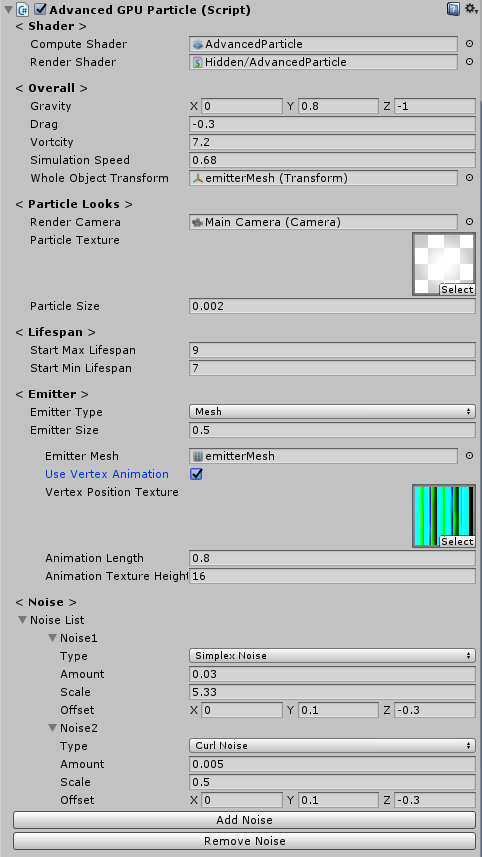 Advanced GPU Particle (Script)
< Shader >
Compute Shader AdvancedParticle
Render Shader Hidden/AdvancedParticle
< Overall >
Gravity X 0 Y 0.8 Z -1
Drag -0.3
Vortcity 7.2
Simulation Speed 0.68
Whole Object Transform emitterMesh (Transform)
< Particle Looks >
Render Camera Main Camera (Camera)
Particle Texture
Select
Particle Size 0.002
< Lifespan >
Start Max Lifespan 9
Start Min Lifespan 7
< Emitter >
Emitter Type Mesh
Emitter Size 0.5
Emitter Mesh emitterMesh
Use Vertex Animation
Vertex Position Texture
Select
Animation Length 0.8
Animation Texture Height 16
< Noise >
Noise List
Noise1
Type Simplex Noise
Amount 0.03
Scale 5.33
Offset X 0 Y 0.1 Z -0.3
Noise2
Type Curl Noise
Amount 0.005
Scale 0.5
Offset X 0 Y 0.1 Z -0.3
Add Noise
Remove Noise